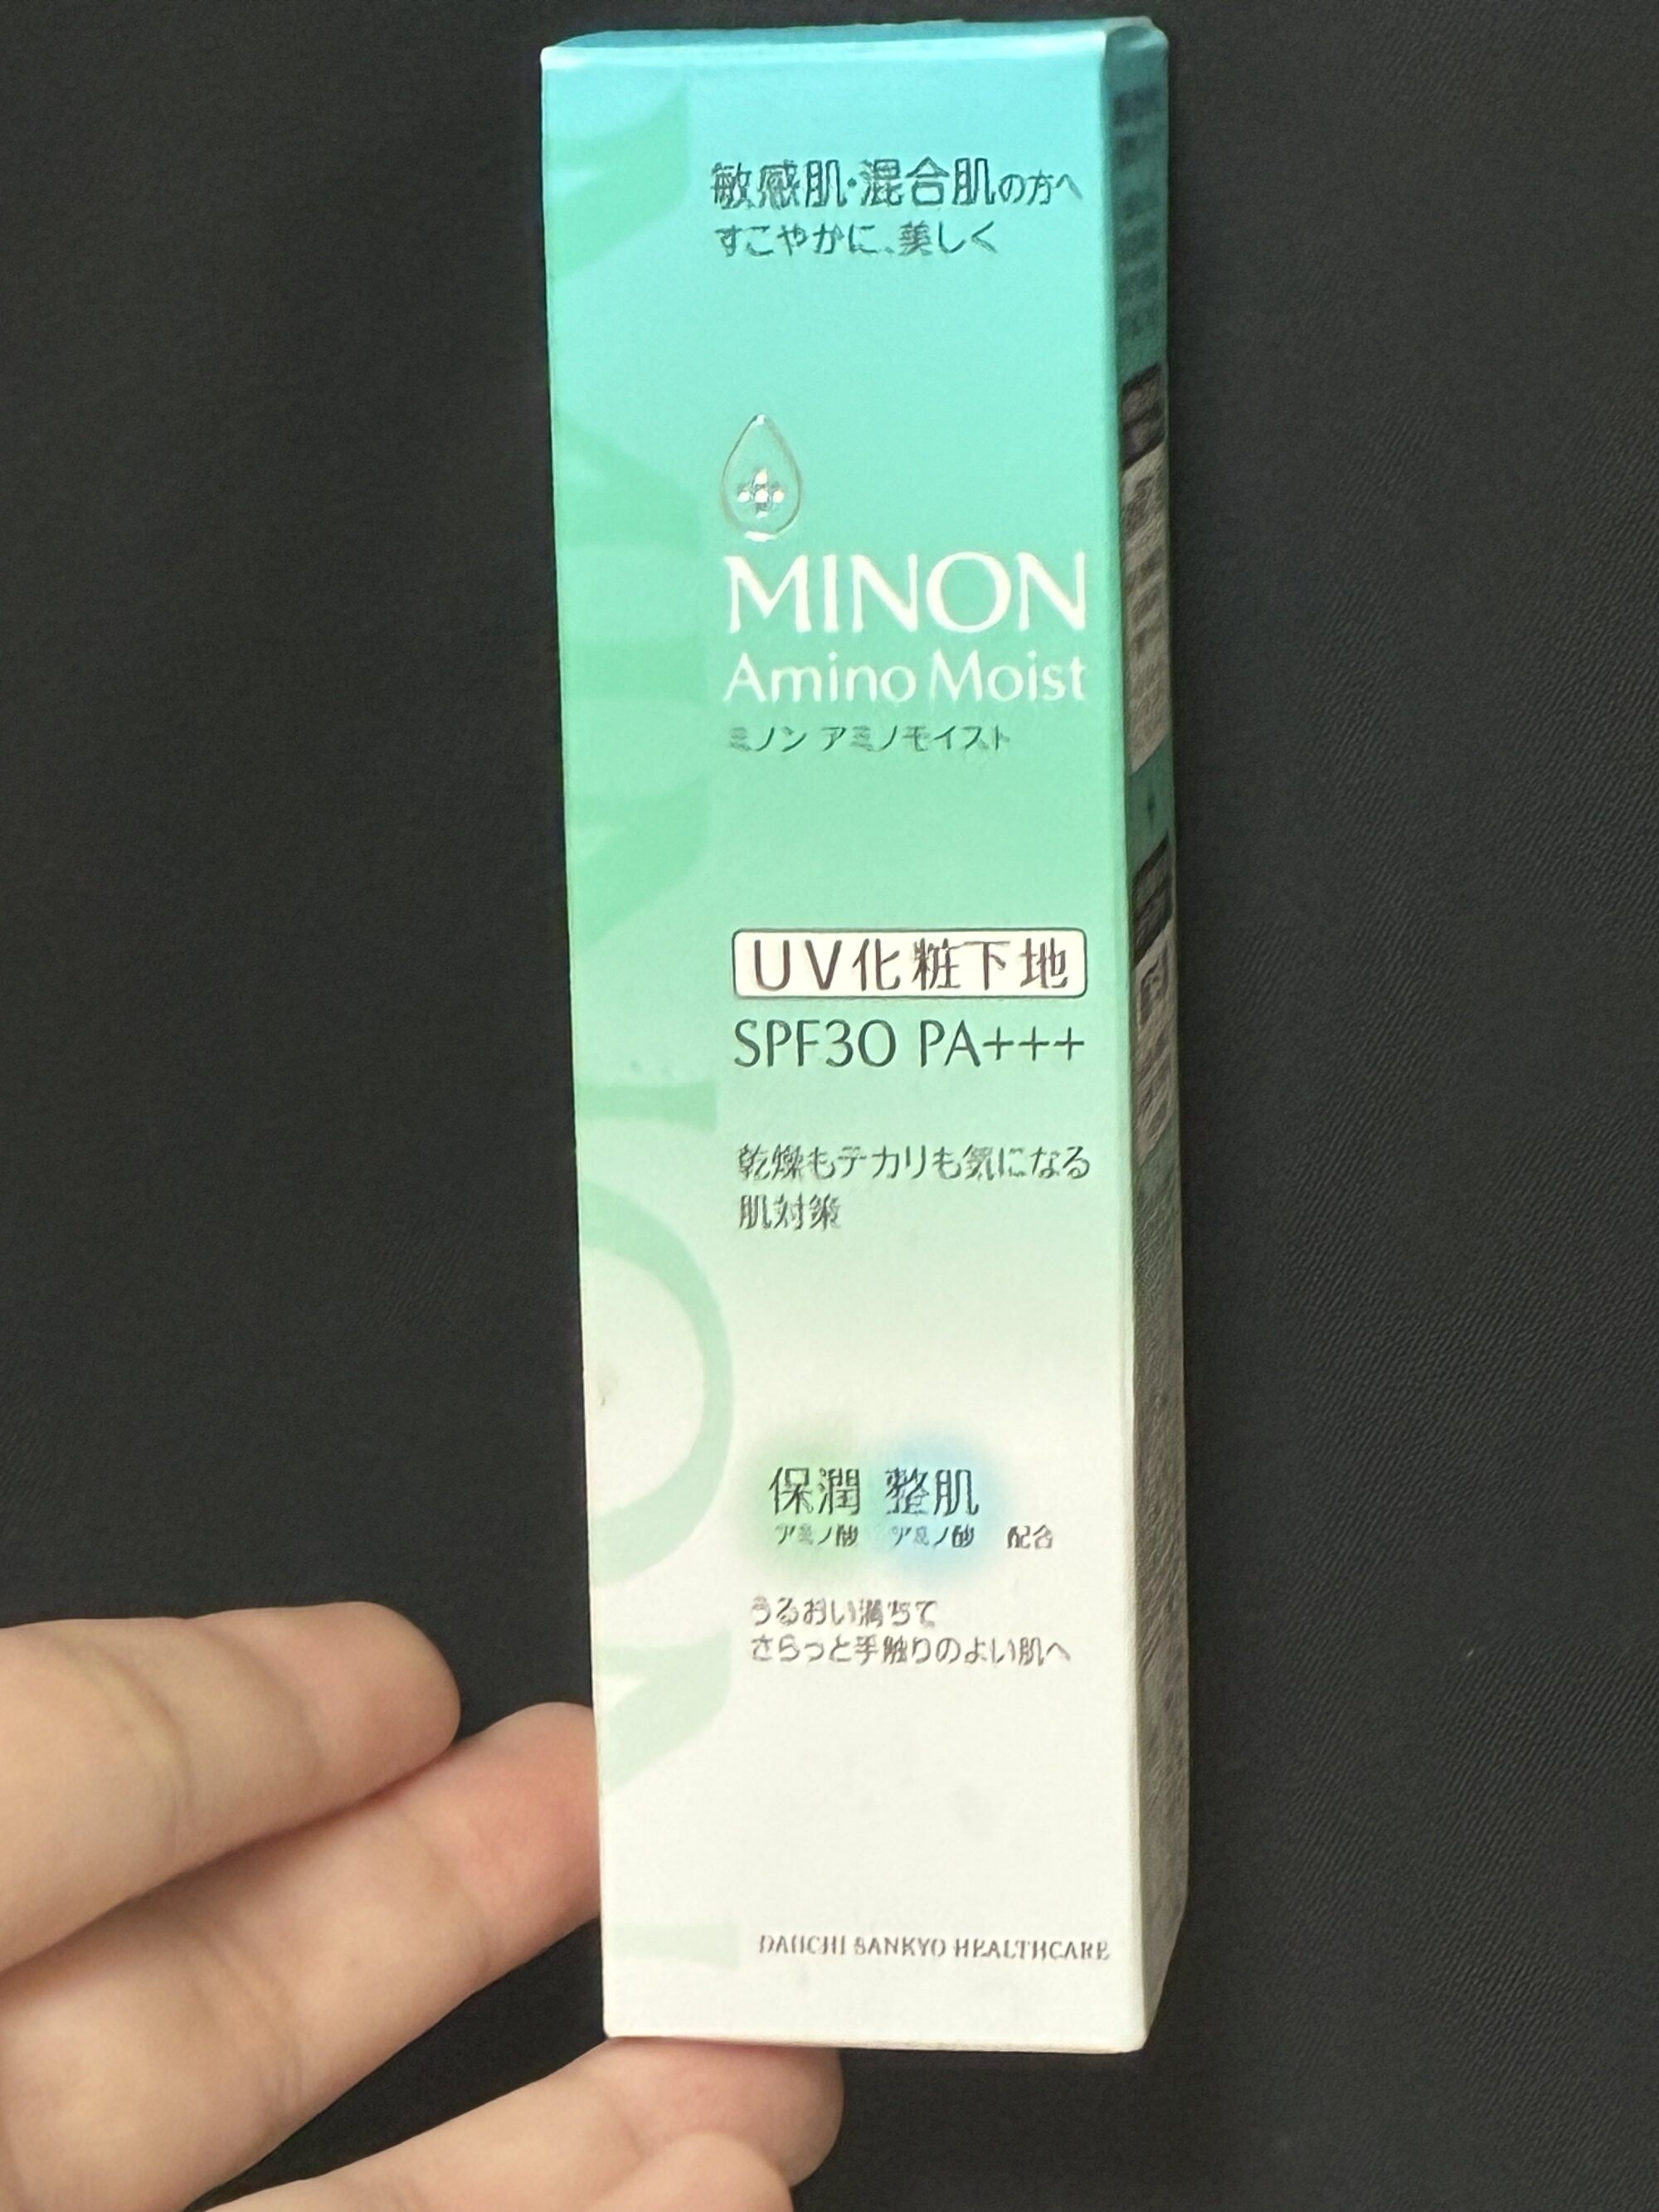 敏感肌・混合肌の方へ
すこやかに、美しく
MINON
Amino Moist
ミノン アミノモイスト
UV化粧下地
SPF30 PA+++
乾燥もテカリも気になる
肌対策
保潤 整肌
アミノ酸 アミノ酸 配合
うるおい満ちて
さらっと手触りのよい肌へ
DAIICHI SANKYO HEALTHCARE